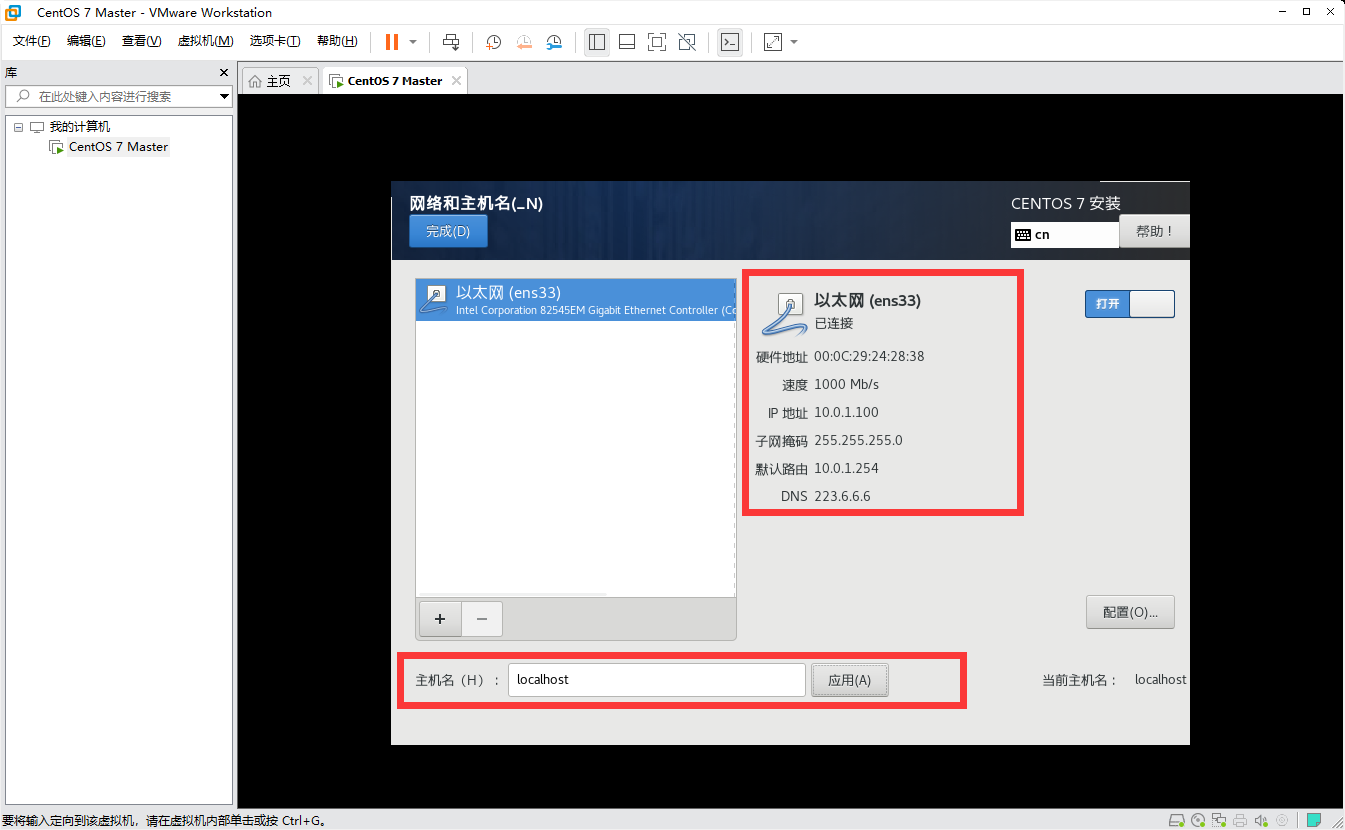 CentOS 7 Master - VMware Workstation
文件(F) 编辑(E) 查看(V) 虚拟机(M) 选项卡(T) 帮助(H)
库
在此处键入内容进行搜索
我的计算机
CentOS 7 Master
主页 CentOS 7 Master
网络和主机名(_N)
完成(D)
CENTOS 7 安装
cn
帮助！
以太网 (ens33)
Intel Corporation 82545EM Gigabit Ethernet Controller (Co
以太网 (ens33)
已连接
打开
硬件地址 00:0C:29:24:28:38
速度 1000 Mb/s
IP 地址 10.0.1.100
子网掩码 255.255.255.0
默认路由 10.0.1.254
DNS 223.6.6.6
+ −
配置(O)...
主机名（H）： localhost 应用(A) 当前主机名： localhost
要将输入定向到该虚拟机，请在虚拟机内部单击或按 Ctrl+G。